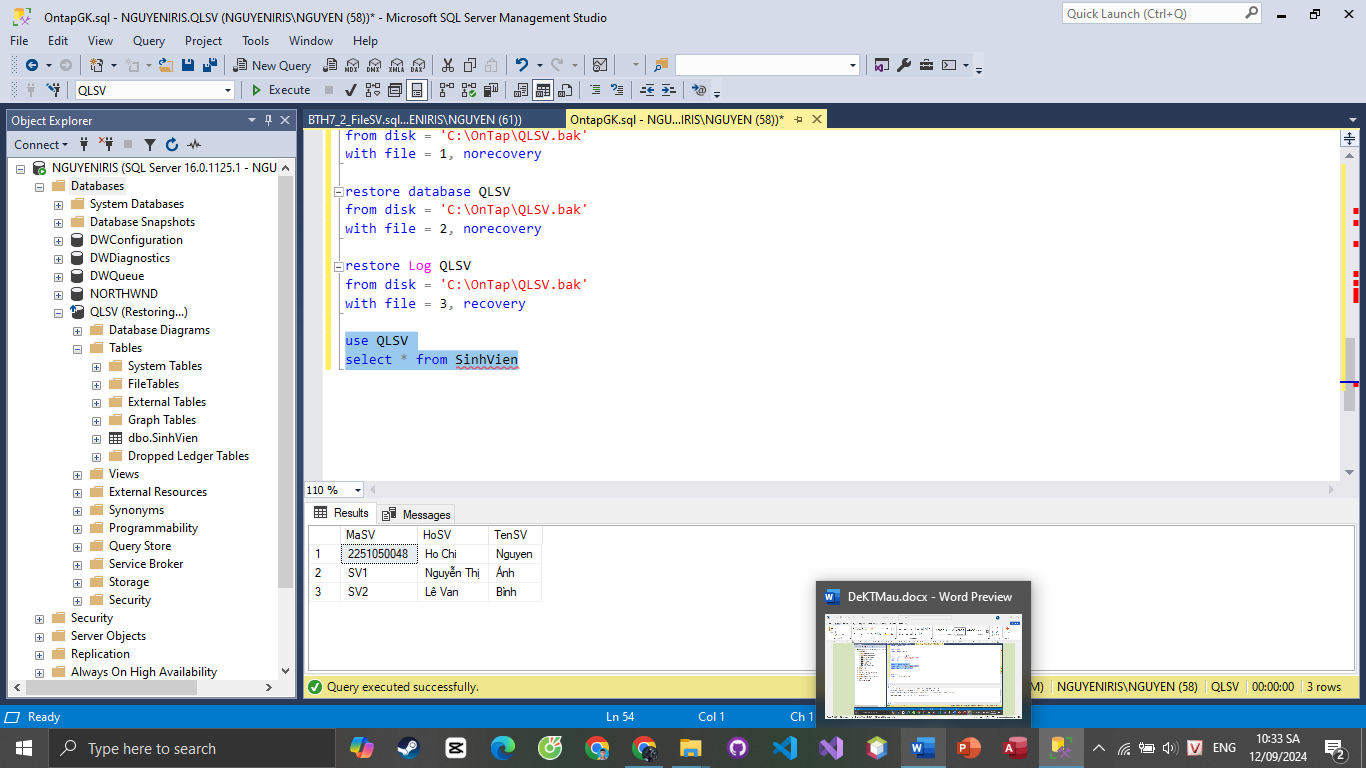 OntapGK.sql - NGUYENIRIS.QLSV (NGUYENIRIS\NGUYEN (58))* - Microsoft SQL Server Management Studio
Quick Launch (Ctrl+Q)
File Edit View Query Project Tools Window Help
New Query
MDX DMX XMLA DAX
QLSV
Execute
Object Explorer
BTH7_2_FileSV.sql...ENIRIS\NGUYEN (61))
OntapGK.sql - NGU...IRIS\NGUYEN (58))*
Connect
NGUYENIRIS (SQL Server 16.0.1125.1 - NGU
Databases
System Databases
Database Snapshots
DWConfiguration
DWDiagnostics
DWQueue
NORTHWND
QLSV (Restoring...)
Database Diagrams
Tables
System Tables
FileTables
External Tables
Graph Tables
dbo.SinhVien
Dropped Ledger Tables
Views
External Resources
Synonyms
Programmability
Query Store
Service Broker
Storage
Security
Security
Server Objects
Replication
Always On High Availability
from disk = 'C:\OnTap\QLSV.bak'
with file = 1, norecovery
restore database QLSV
from disk = 'C:\OnTap\QLSV.bak'
with file = 2, norecovery
restore Log QLSV
from disk = 'C:\OnTap\QLSV.bak'
with file = 3, recovery
use QLSV
select * from SinhVien
110 %
Results Messages
MaSV HoSV TenSV
1 2251050048 Ho Chi Nguyen
2 SV1 Nguyễn Thị Ánh
3 SV2 Lê Van Bình
DeKTMau.docx - Word Preview
Query executed successfully.
M) NGUYENIRIS\NGUYEN (58) QLSV 00:00:00 3 rows
Ready
Ln 54
Col 1
Ch 1
Type here to search
ENG
10:33 SA
12/09/2024
2